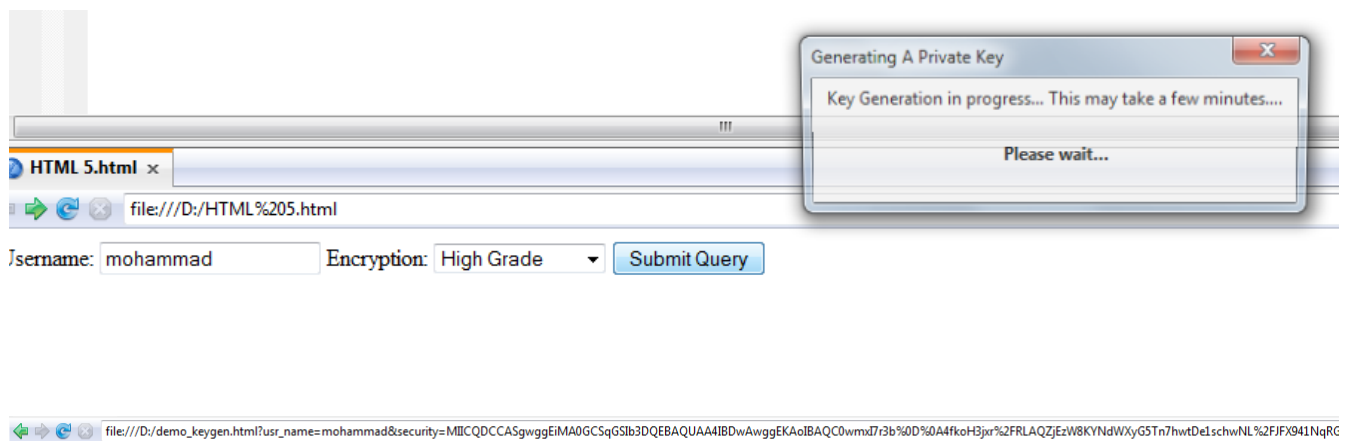 Generating A Private Key
Key Generation in progress... This may take a few minutes....
Please wait...
HTML 5.html x
file:///D:/HTML%205.html
Username: mohammad Encryption: High Grade Submit Query
file:///D:/demo_keygen.html?usr_name=mohammad&security=MIICQDCCASgwggEiMA0GCSqGSIb3DQEBAQUAA4IBDwAwggEKAoIBAQC0wmxI7r3b%0D%0A4fkoH3jxr%2FRLAQZjEzW8KYNdWXyG5Tn7hwtDe1schwNL%2FJFX941NqRG